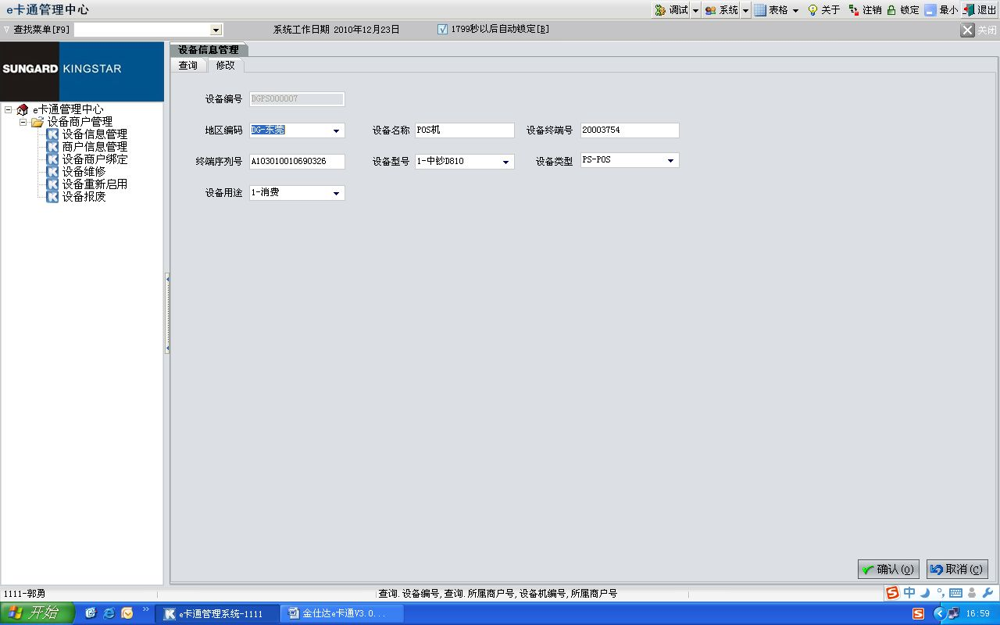 e卡通管理中心 调试 系统 表格 关于 注销 锁定 最小 退出
查找菜单[F9] 系统工作日期 2010年12月23日 1799秒以后自动锁定[B] 关闭
SUNGARD KINGSTAR
e卡通管理中心
设备商户管理
设备信息管理
商户信息管理
设备商户绑定
设备维修
设备重新启用
设备报废
设备信息管理
查询 修改
设备编号 DGPS000007
地区编码 DG-东莞 设备名称 POS机 设备终端号 20003754
终端序列号 A103010010690326 设备型号 1-中钞D810 设备类型 PS-POS
设备用途 1-消费
确认(O) 取消(C)
1111-郭勇 查询.设备编号,查询.所属商户号,设备机编号,所属商户号 中
开始 e卡通管理系统-1111 金仕达e卡通V3.0... 16:59